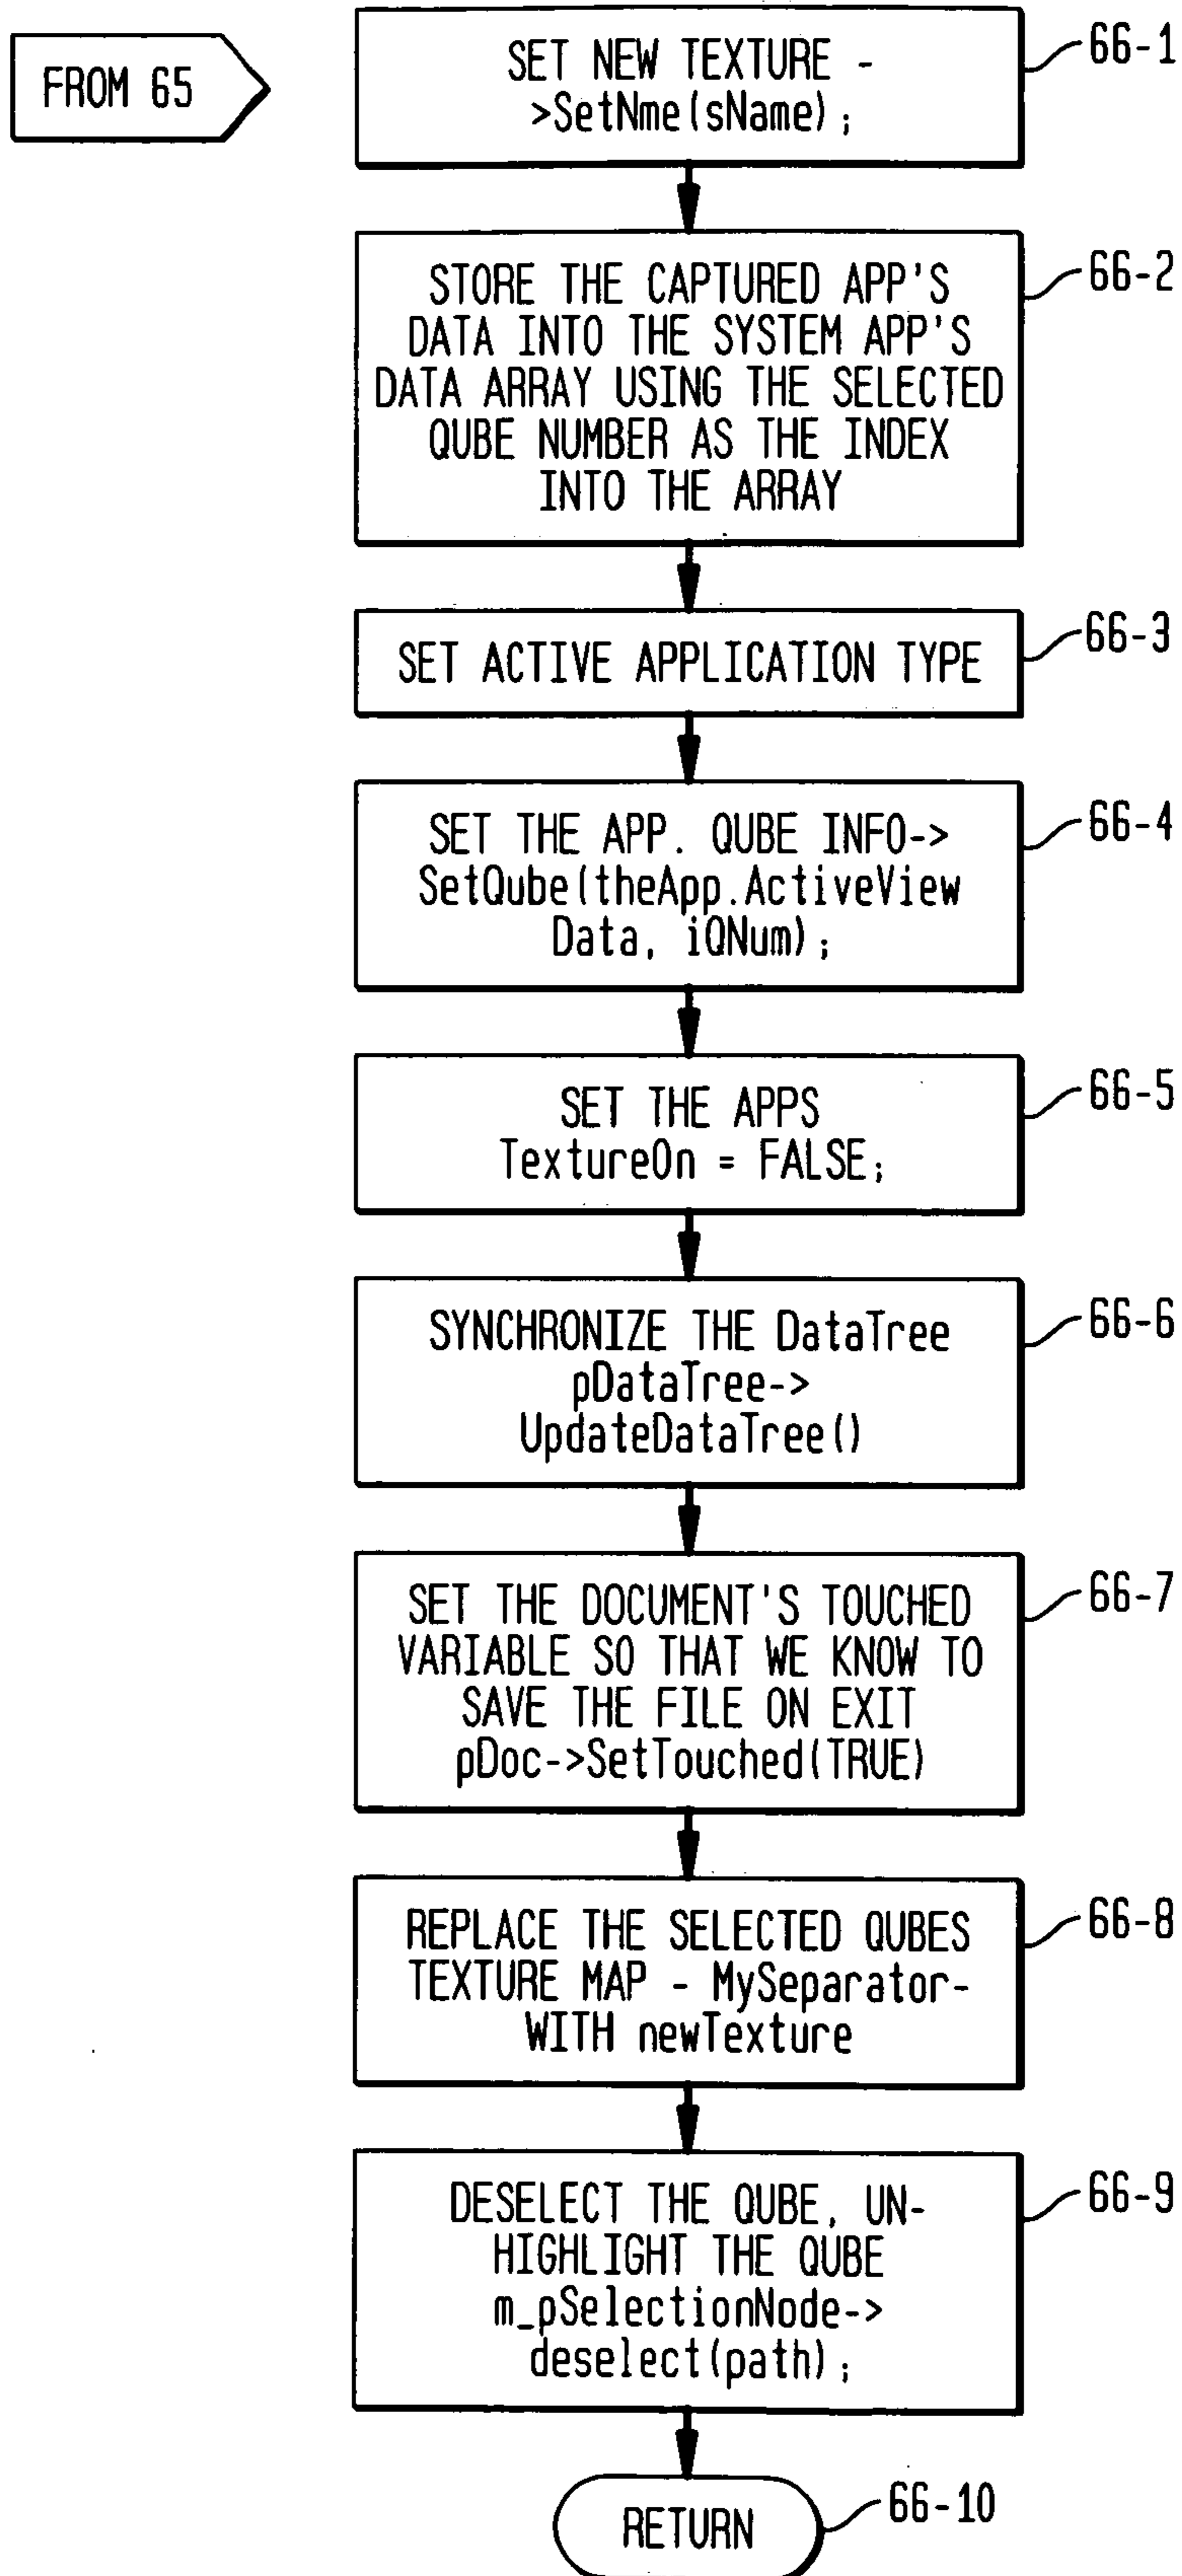 FROM 65
SET NEW TEXTURE -
>SetNme(sName);
66-1
STORE THE CAPTURED APP'S
DATA INTO THE SYSTEM APP'S
DATA ARRAY USING THE SELECTED
QUBE NUMBER AS THE INDEX
INTO THE ARRAY
66-2
SET ACTIVE APPLICATION TYPE
66-3
SET THE APP. QUBE INFO->
SetQube(theApp.ActiveView
Data, iQNum);
66-4
SET THE APPS
TextureOn = FALSE;
66-5
SYNCHRONIZE THE DataTree
pDataTree->
UpdateDataTree()
66-6
SET THE DOCUMENT'S TOUCHED
VARIABLE SO THAT WE KNOW TO
SAVE THE FILE ON EXIT
pDoc->SetTouched(TRUE)
66-7
REPLACE THE SELECTED QUBES
TEXTURE MAP - MySeparator-
WITH newTexture
66-8
DESELECT THE QUBE, UN-
HIGHLIGHT THE QUBE
m_pSelectionNode->
deselect(path);
66-9
RETURN
66-10